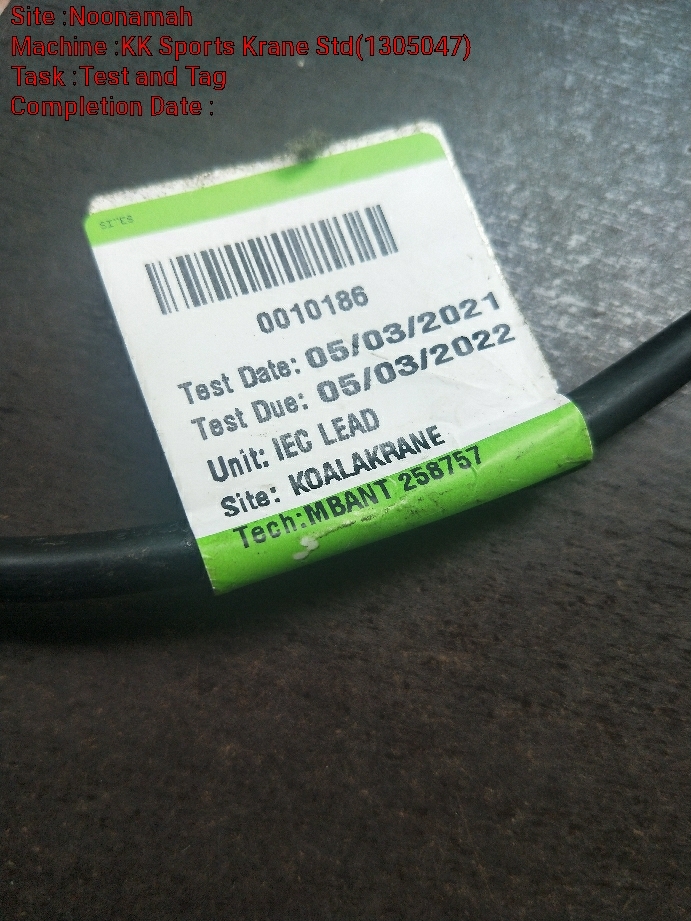 Site :Noonamah
Machine :KK Sports Krane Std(1305047)
Task :Test and Tag
Completion Date :
0010186
Test Date: 05/03/2021
Test Due: 05/03/2022
Unit: IEC LEAD
Site: KOALAKRANE
Tech:MBANT 258757